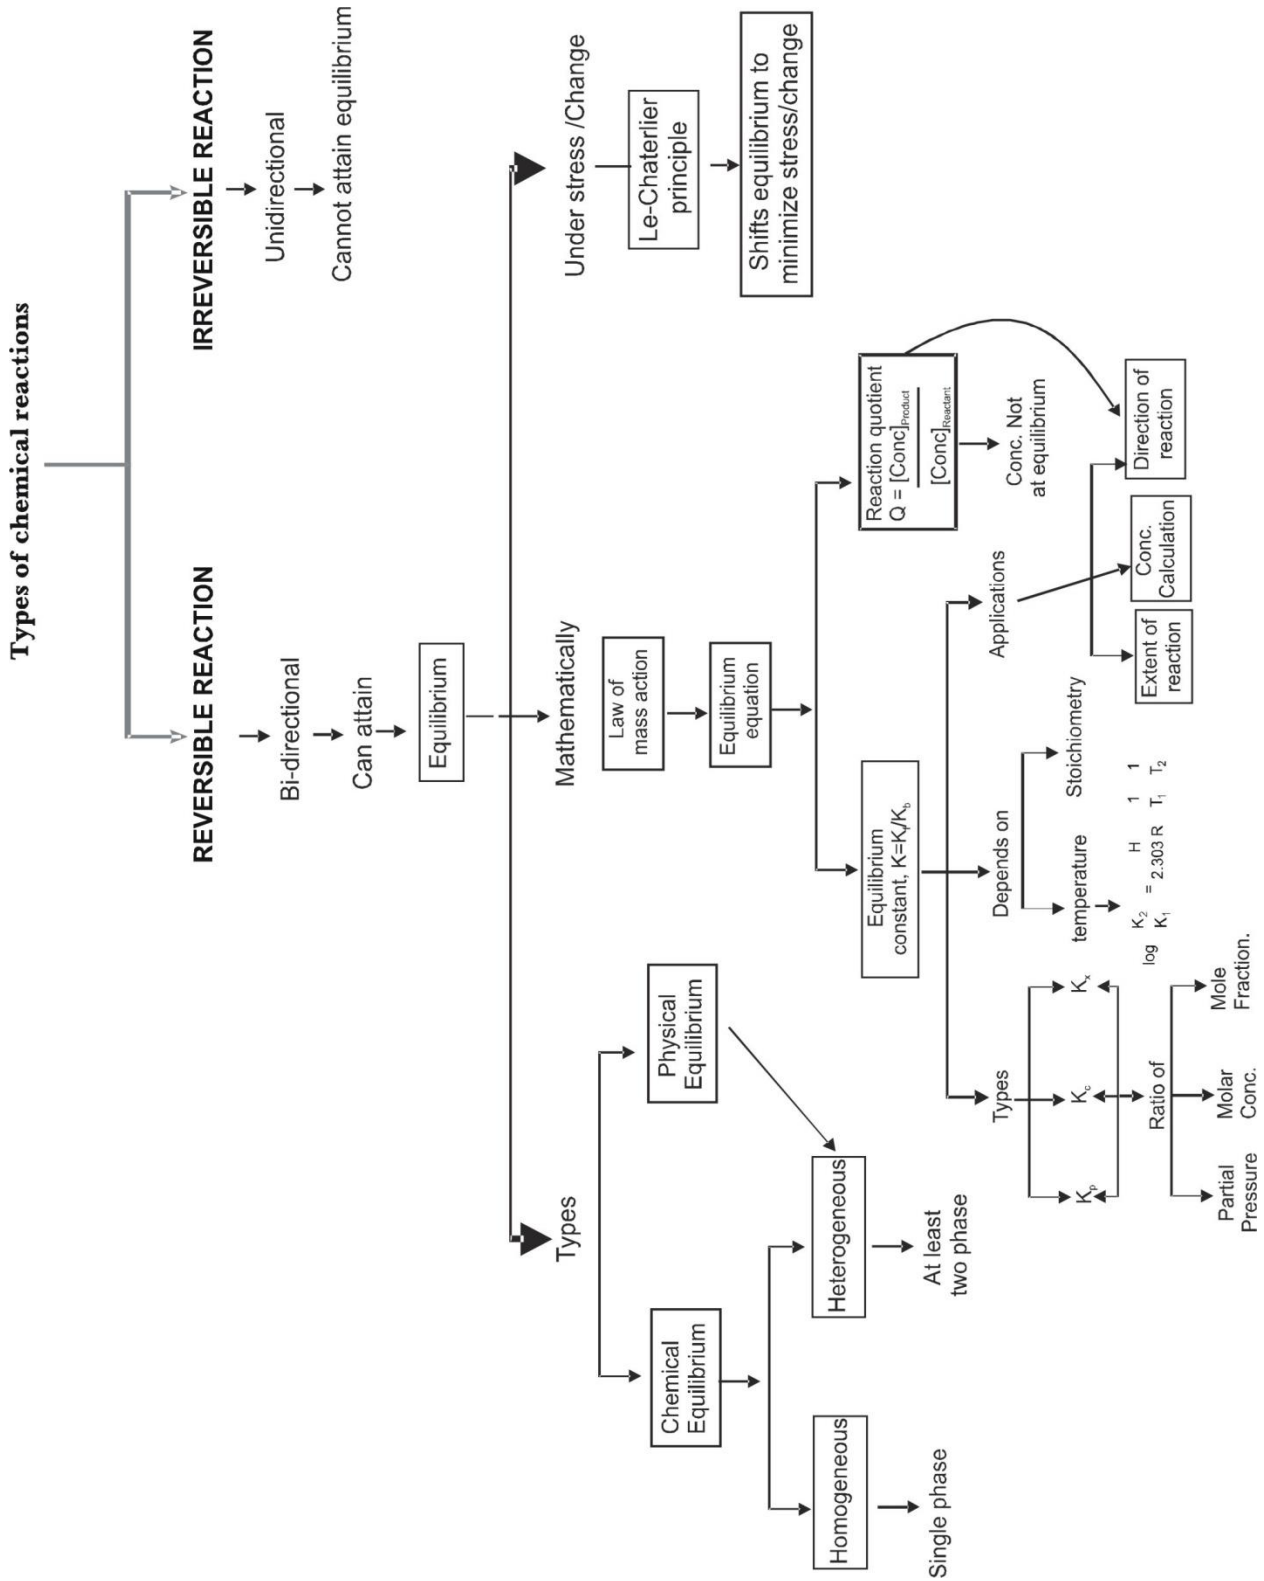 Types of chemical reactions
REVERSIBLE REACTION
IRREVERSIBLE REACTION
Bi-directional
Unidirectional
Can attain
Cannot attain equilibrium
Equilibrium
Types
Mathematically
Under stress /Change
Chemical
Equilibrium
Physical
Equilibrium
Law of
mass action
Le-Chaterlier
principle
Equilibrium
equation
Shifts equilibrium to
minimize stress/change
Homogeneous
Heterogeneous
Equilibrium
constant, K=Kf/Kb
Reaction quotient
Q = [Conc]Product
[Conc]Reactant
Single phase
At least
two phase
Conc. Not
at equilibrium
Types
Depends on
Applications
Kp
Kc
Kx
temperature
Stoichiometry
log K2 = H 1 1
K1 2.303 R T1 T2
Extent of
reaction
Conc.
Calculation
Direction of
reaction
Ratio of
Partial
Pressure
Molar
Conc.
Mole
Fraction.